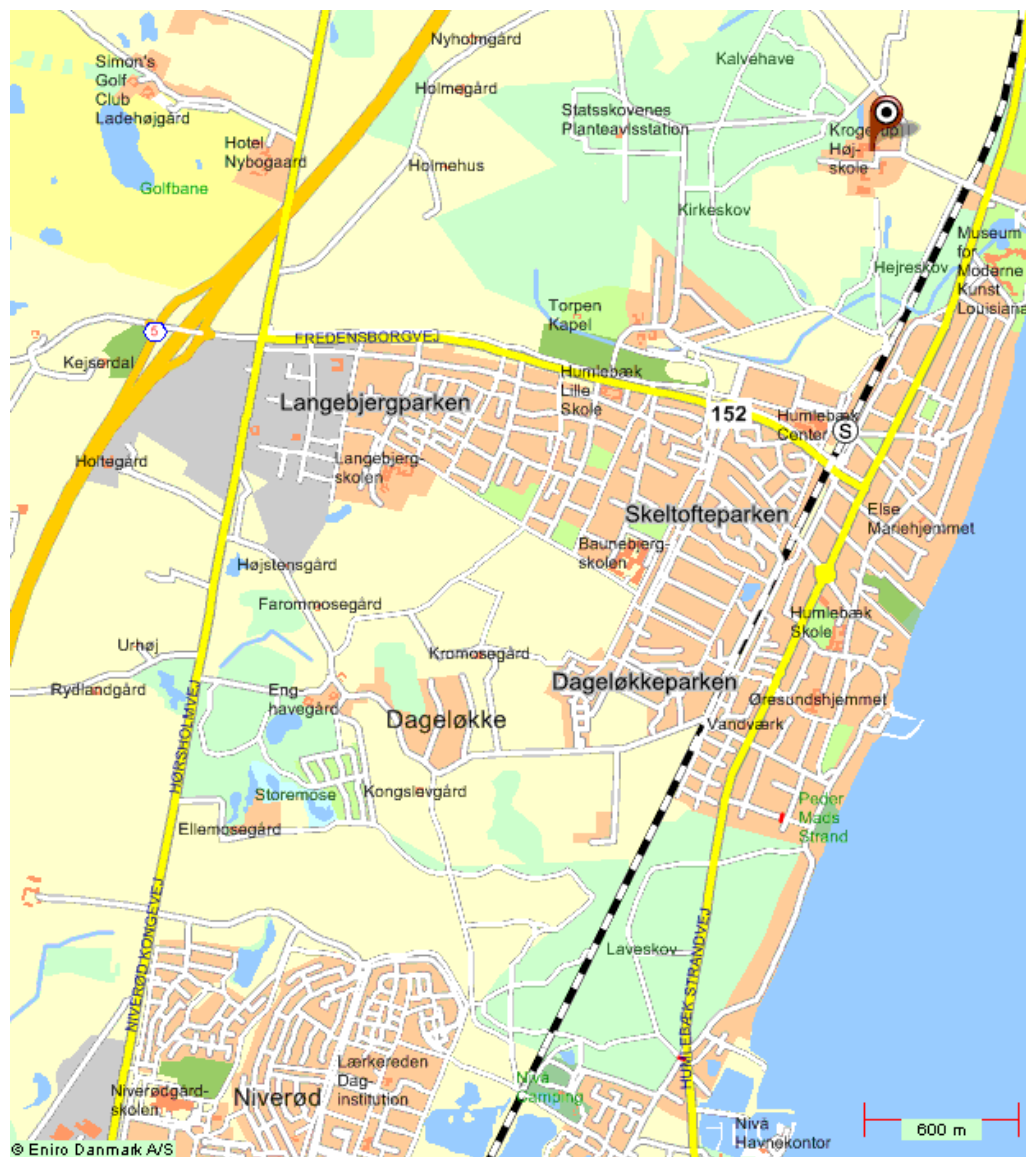 Nyholmgård
Kalvehave
Simon's
Golf
Club
Ladehøjgård
Holmegård
Statsskovenes
Planteavlsstation
Krogerup
Høj-
skole
Hotel
Nybogaard
Holmehus
Golfbane
Kirkeskov
Museum
for
Moderne
Kunst
Louisiana
Hejreskov
Torpen
Kapel
5
FREDENSBORGVEJ
Kejserdal
Humlebæk
Lille
Skole
Langebjergparken
152
Humlebæk
Center
S
Holtegård
Langebjerg-
skolen
Skeltofteparken
Else
Mariehjemmet
Baunebjerg-
skolen
Højstensgård
Farommosegård
Humlebæk
Skole
Urhøj
Kromosegård
Rydlandgård
Eng-
havegård
Dageløkkeparken
Øresundshjemmet
Dageløkke
Vandværk
HØRSHOLMVEJ
Storemose
Kongslevgård
Peder
Mads
Strand
Ellemosegård
NIVERØD KONGEVEJ
Laveskov
HUMLEBÆK STRANDVEJ
Lærkereden
Dag-
institution
Nivå
Camping
Niverødgård-
skolen
Niverød
Nivå
Havnekontor
600 m
© Eniro Danmark A/S